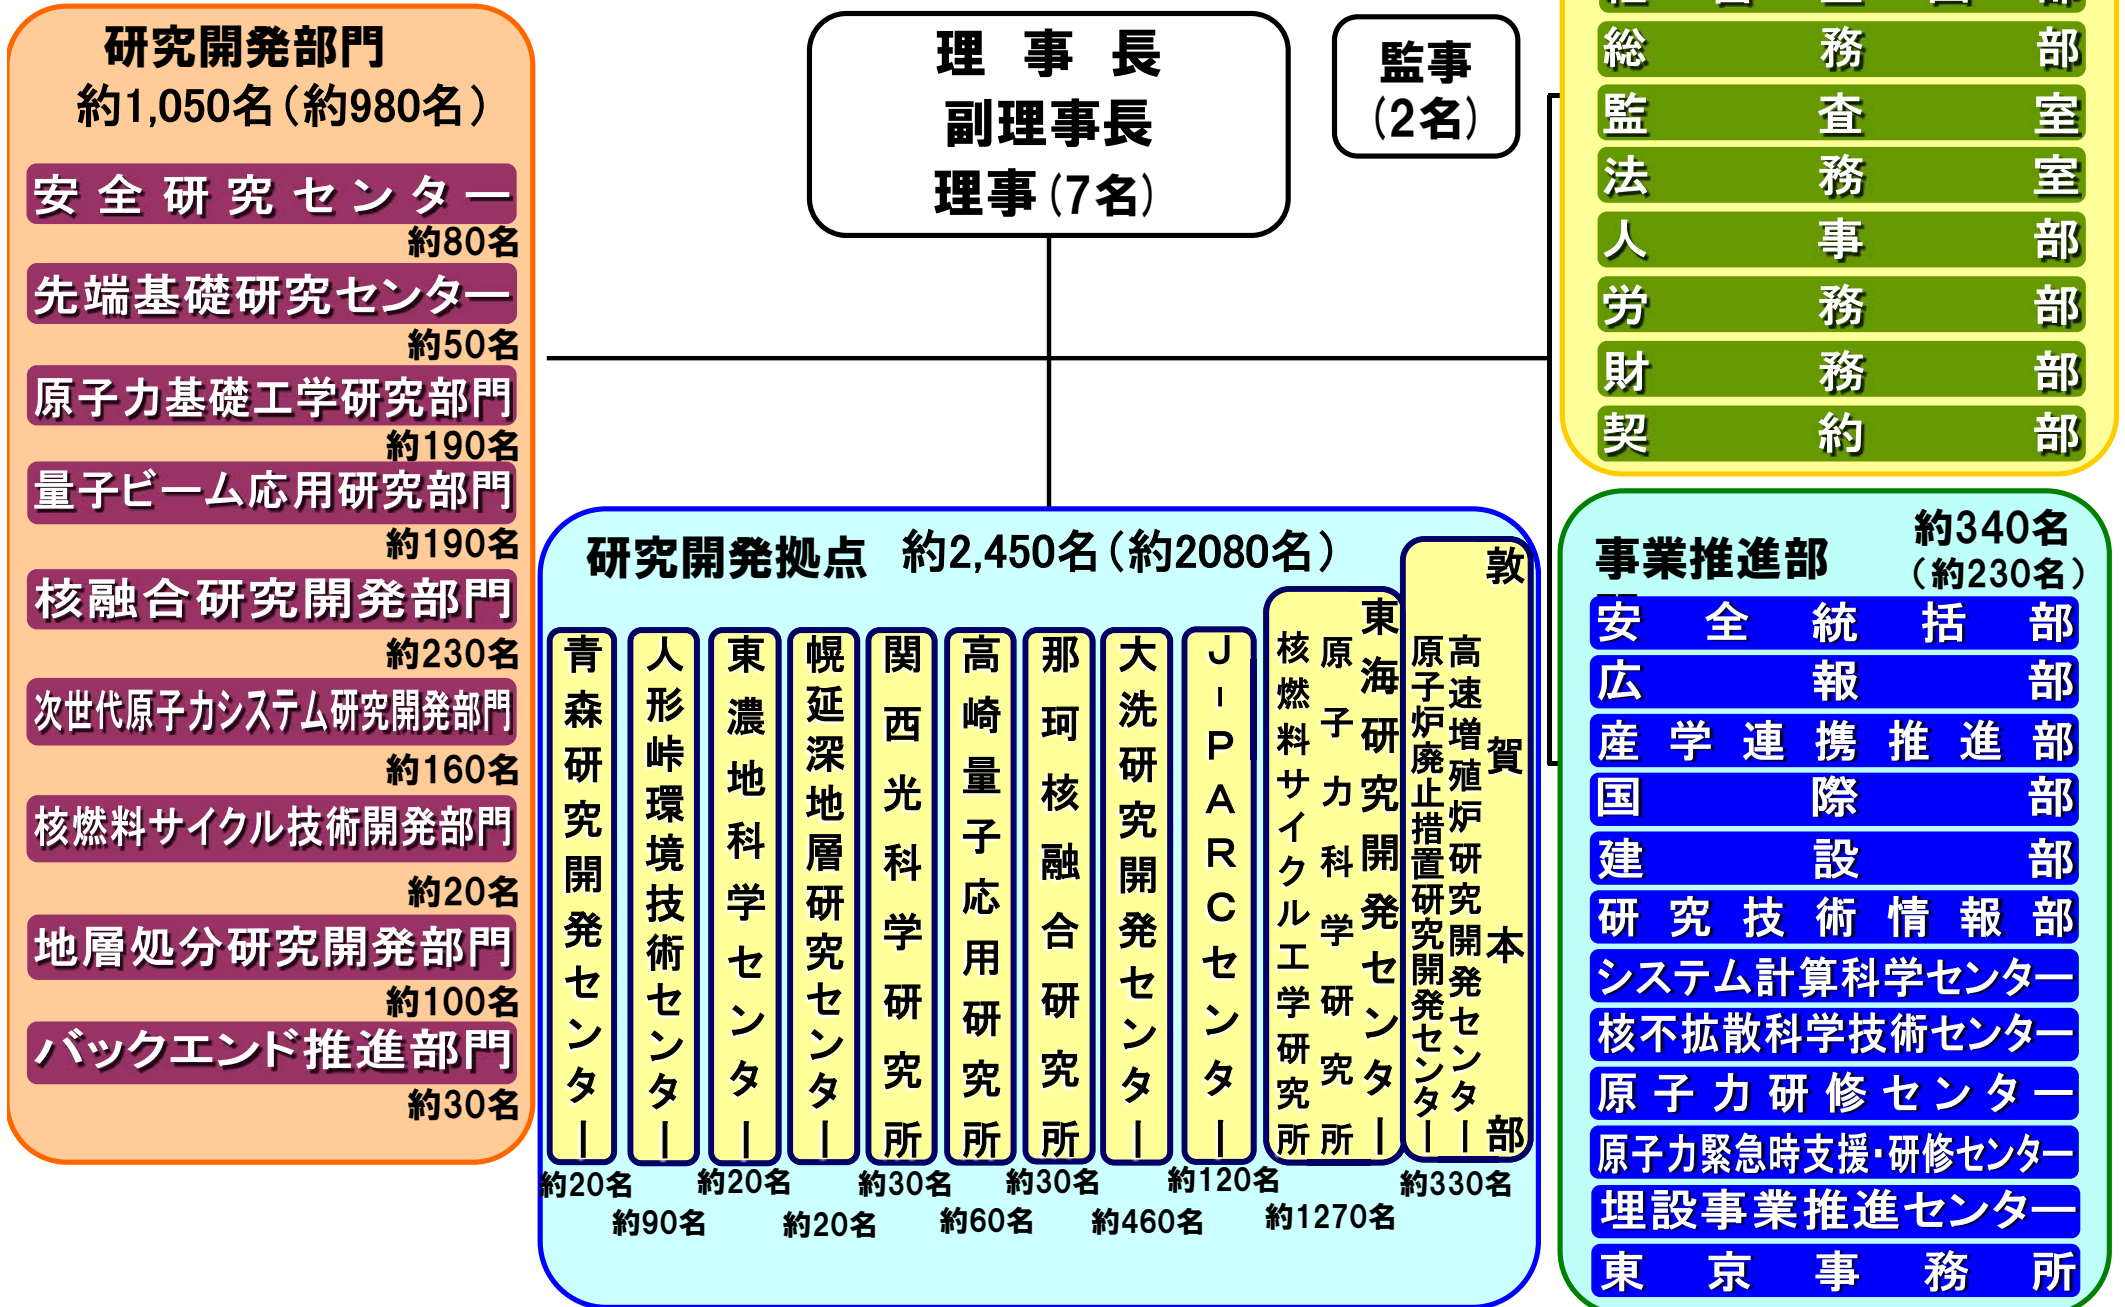 研究開発部門
約1,050名(約980名)
安全研究センター
約80名
先端基礎研究センター
約50名
原子力基礎工学研究部門
約190名
量子ビーム応用研究部門
約190名
核融合研究開発部門
約230名
次世代原子力システム研究開発部門
約160名
核燃料サイクル技術開発部門
約20名
地層処分研究開発部門
約100名
バックエンド推進部門
約30名
理事長
副理事長
理事(7名)
監事
(2名)
総務部
監査室
法務室
人事部
労務部
財務部
契約部
研究開発拠点 約2,450名(約2080名)
青森研究開発センター
約20名
人形峠環境技術センター
約90名
東濃地科学センター
約20名
幌延深地層研究センター
約20名
関西光科学研究所
約30名
高崎量子応用研究所
約60名
那珂核融合研究所
約30名
大洗研究開発センター
約460名
J-PARCセンター
約120名
東海研究開発センター
原子力科学研究所
核燃料サイクル工学研究所
約1270名
敦賀本部
高速増殖炉研究開発センター
原子炉廃止措置研究開発センター
約330名
事業推進部
約340名
(約230名)
安全統括部
広報部
産学連携推進部
国際部
建設部
研究技術情報部
システム計算科学センター
核不拡散科学技術センター
原子力研修センター
原子力緊急時支援・研修センター
埋設事業推進センター
東京事務所